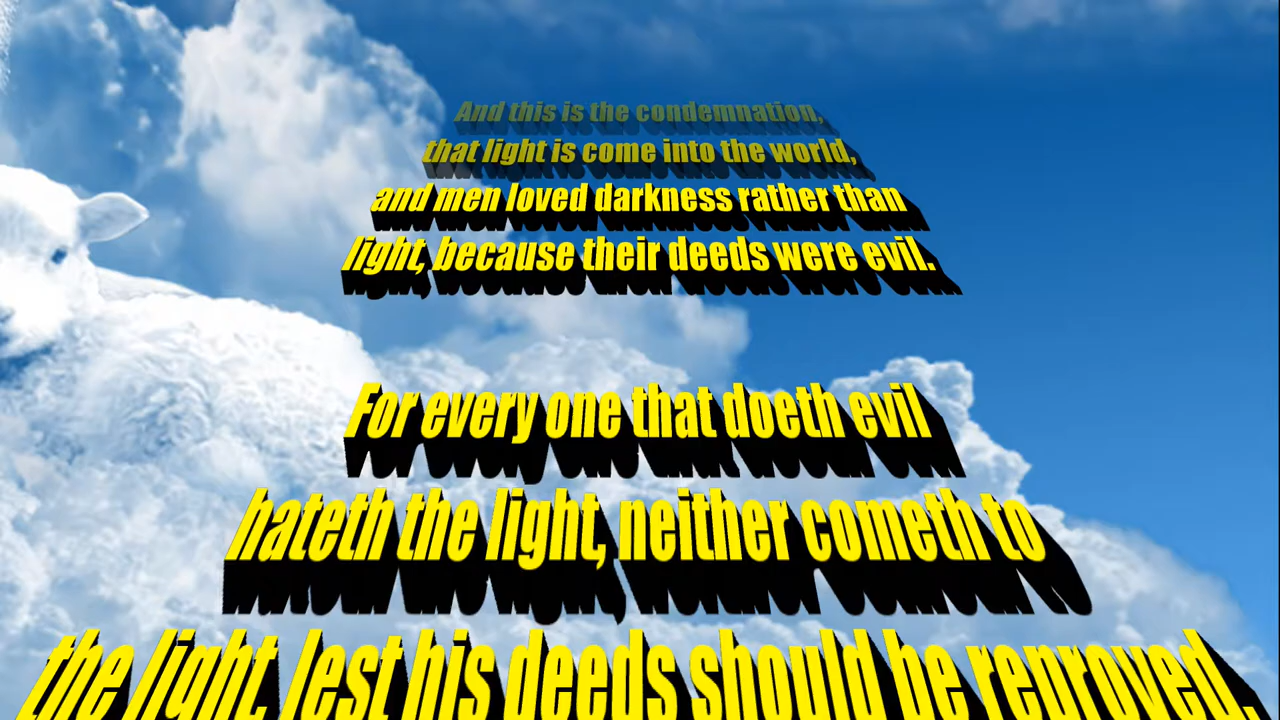 And this is the condemnation,
that light is come into the world,
and men loved darkness rather than
light, because their deeds were evil.
For every one that doeth evil
hateth the light, neither cometh to
the light, lest his deeds should be reproved.